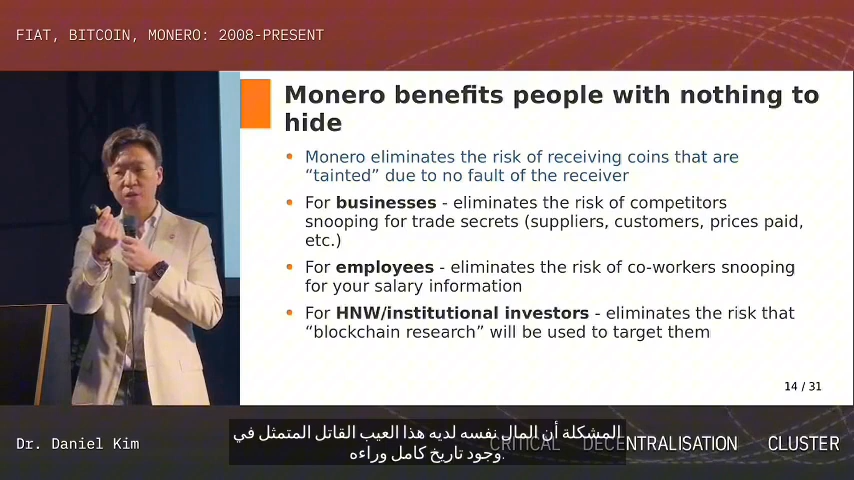 FIAT, BITCOIN, MONERO: 2008-PRESENT
Monero benefits people with nothing to
hide
• Monero eliminates the risk of receiving coins that are
“tainted” due to no fault of the receiver
• For businesses - eliminates the risk of competitors
snooping for trade secrets (suppliers, customers, prices paid,
etc.)
• For employees - eliminates the risk of co-workers snooping
for your salary information
• For HNW/institutional investors - eliminates the risk that
“blockchain research” will be used to target them
14 / 31
Dr. Daniel Kim
CRITICAL DECENTRALISATION CLUSTER
المشكلة أن المال نفسه لديه هذا العيب القاتل المتمثل في
وجود تاريخ كامل وراءه.